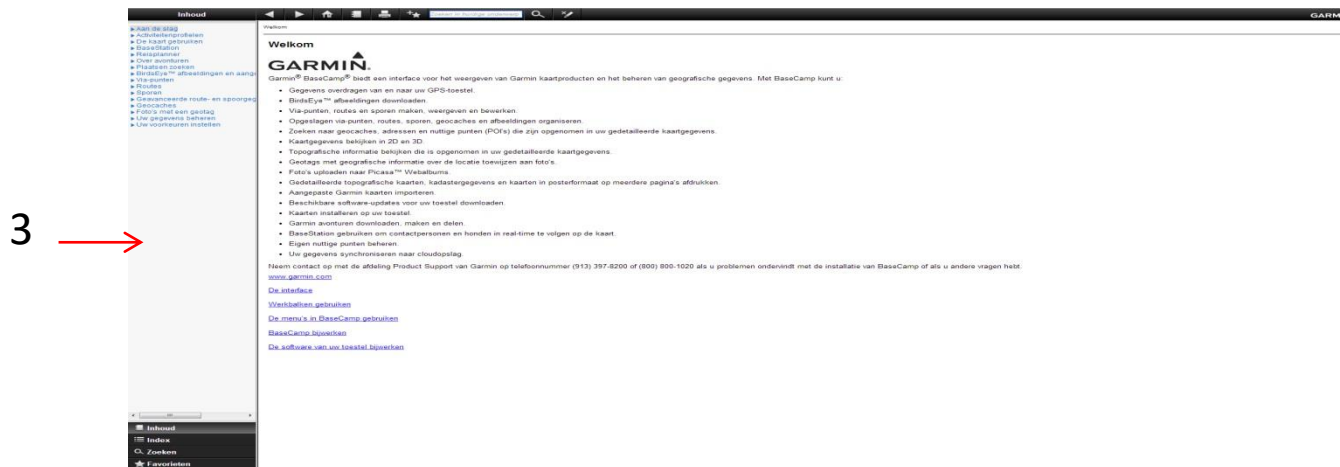 Inhoud
GARM
Aan de slag
Activiteitenprofielen
De kaart gebruiken
BaseStation
Reisplanner
Over avonturen
Plaatsen zoeken
BirdsEye™ afbeeldingen en aang
Via-punten
Routes
Sporen
Geavanceerde route- en spoorgeg
Geocaches
Foto's met een geotag
Uw gegevens beheren
Uw voorkeuren instellen
3
Inhoud
Index
Zoeken
Favorieten
Welkom
Welkom
GARMIN.
Garmin® BaseCamp® biedt een interface voor het weergeven van Garmin kaartproducten en het beheren van geografische gegevens. Met BaseCamp kunt u:
• Gegevens overdragen van en naar uw GPS-toestel.
• BirdsEye™ afbeeldingen downloaden.
• Via-punten, routes en sporen maken, weergeven en bewerken.
• Opgeslagen via-punten, routes, sporen, geocaches en afbeeldingen organiseren.
• Zoeken naar geocaches, adressen en nuttige punten (POI's) die zijn opgenomen in uw gedetailleerde kaartgegevens.
• Kaartgegevens bekijken in 2D en 3D.
• Topografische informatie bekijken die is opgenomen in uw gedetailleerde kaartgegevens.
• Geotags met geografische informatie over de locatie toewijzen aan foto's.
• Foto's uploaden naar Picasa™ Webalbums.
• Gedetailleerde topografische kaarten, kadastergegevens en kaarten in posterformaat op meerdere pagina's afdrukken.
• Aangepaste Garmin kaarten importeren.
• Beschikbare software-updates voor uw toestel downloaden.
• Kaarten installeren op uw toestel.
• Garmin avonturen downloaden, maken en delen.
• BaseStation gebruiken om contactpersonen en honden in real-time te volgen op de kaart.
• Eigen nuttige punten beheren.
• Uw gegevens synchroniseren naar cloudopslag.
Neem contact op met de afdeling Product Support van Garmin op telefoonnummer (913) 397-8200 of (800) 800-1020 als u problemen ondervindt met de installatie van BaseCamp of als u andere vragen hebt.
www.garmin.com
De interface
Werkbalken gebruiken
De menu's in BaseCamp gebruiken
BaseCamp bijwerken
De software van uw toestel bijwerken